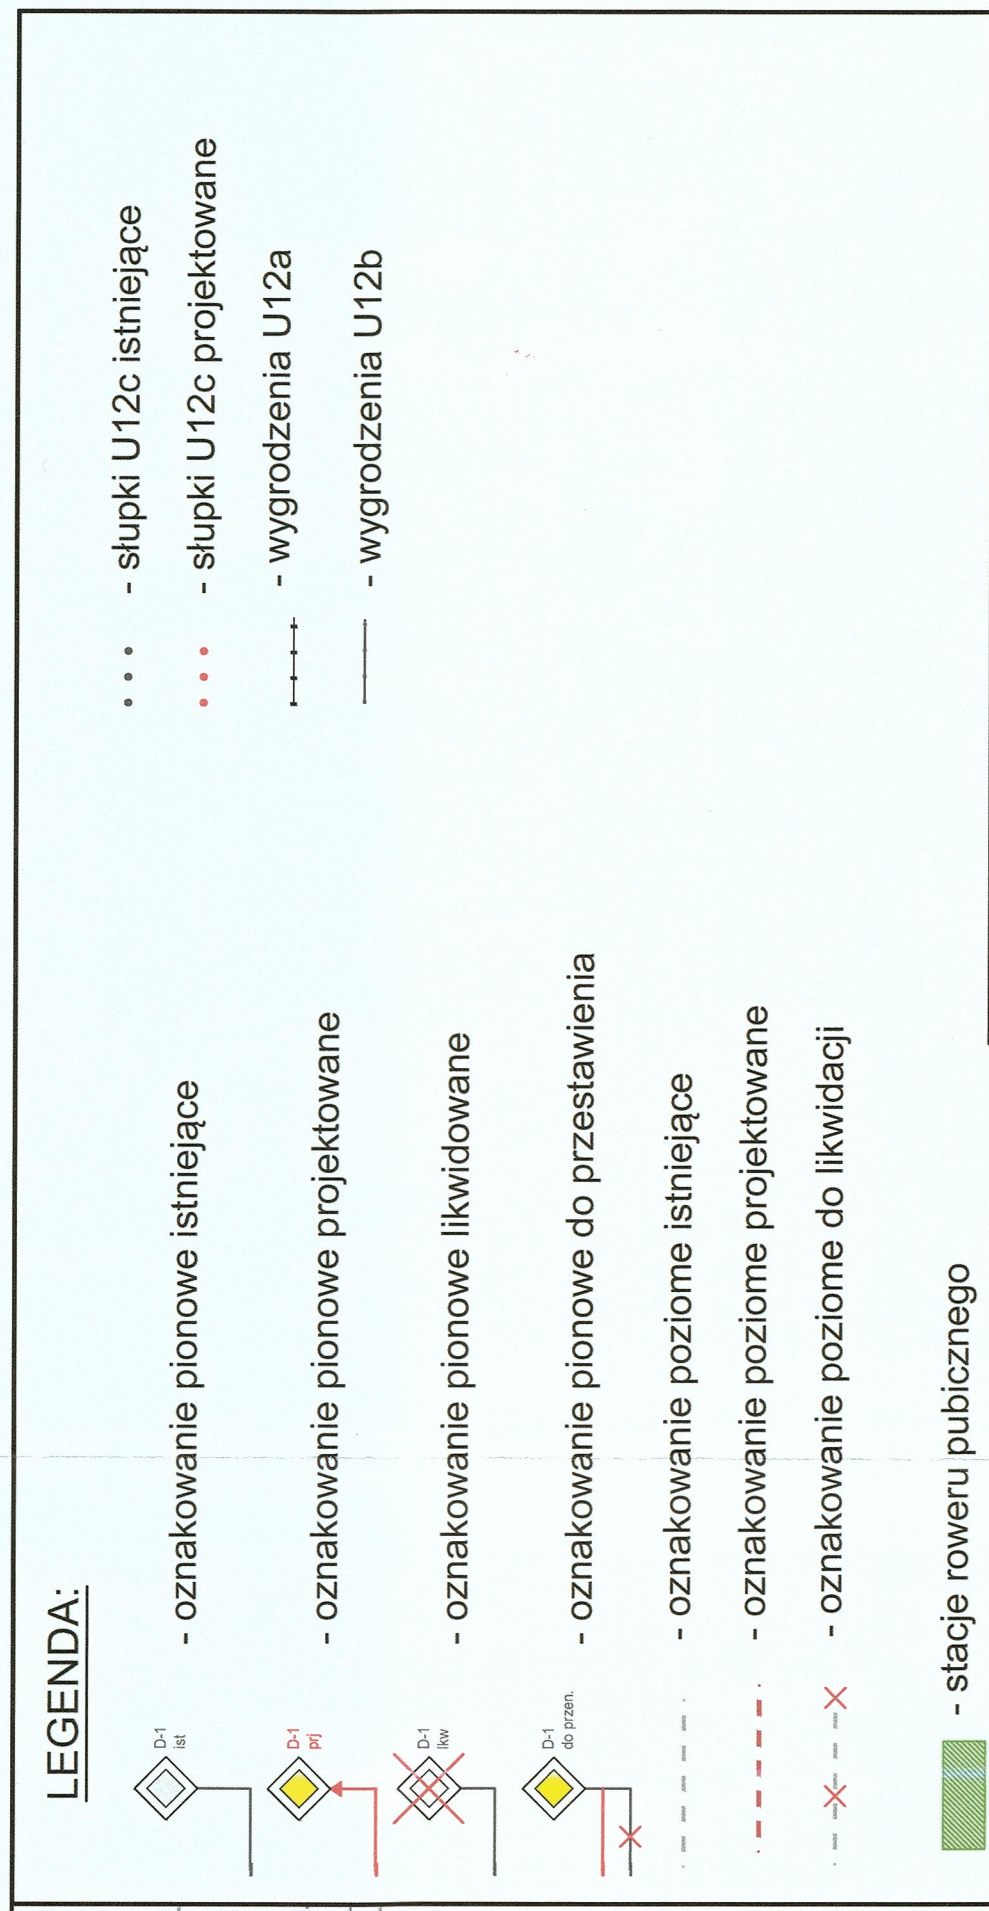 LEGENDA:
D-1
ist
- oznakowanie pionowe istniejące
D-1
prj
- oznakowanie pionowe projektowane
D-1
lkw
- oznakowanie pionowe likwidowane
D-1
do przen.
- oznakowanie pionowe do przestawienia
- oznakowanie poziome istniejące
- oznakowanie poziome projektowane
- oznakowanie poziome do likwidacji
- stacje roweru pubicznego
- słupki U12c istniejące
- słupki U12c projektowane
- wygrodzenia U12a
- wygrodzenia U12b